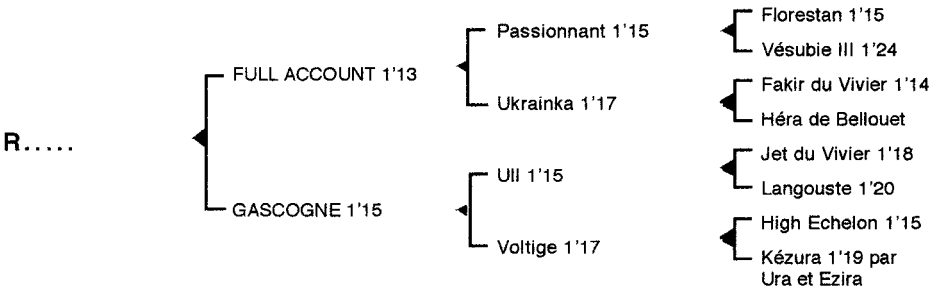 Florestan 1'15
Passionnant 1'15
Vésubie III 1'24
FULL ACCOUNT 1'13
Fakir du Vivier 1'14
Ukrainka 1'17
Héra de Bellouet
R.....
Jet du Vivier 1'18
Ull 1'15
Langouste 1'20
GASCOGNE 1'15
High Echelon 1'15
Voltige 1'17
Kézura 1'19 par
Ura et Ezira